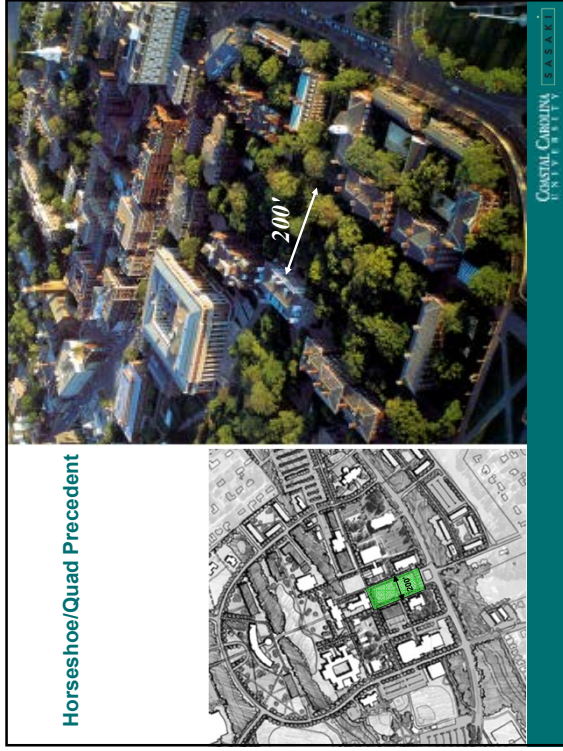 Horseshoe/Quad Precedent
200'
200'
COASTAL CAROLINA
UNIVERSITY
SASAKI